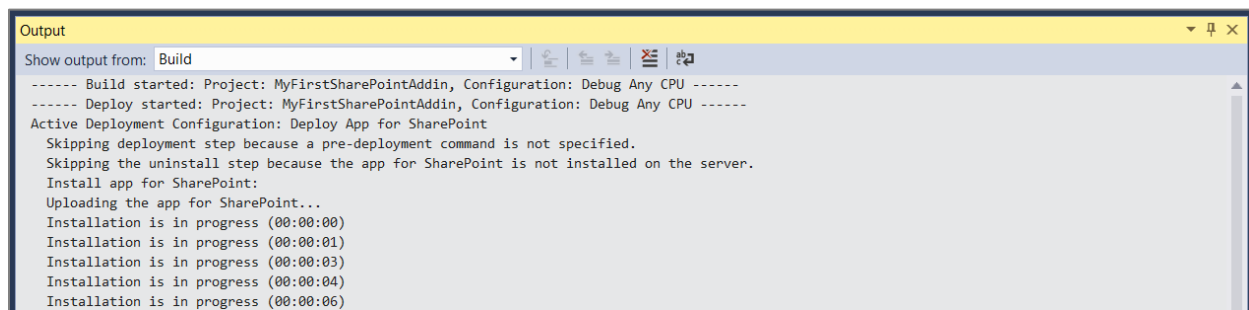 Output
Show output from: Build
------ Build started: Project: MyFirstSharePointAddin, Configuration: Debug Any CPU ------
------ Deploy started: Project: MyFirstSharePointAddin, Configuration: Debug Any CPU ------
Active Deployment Configuration: Deploy App for SharePoint
Skipping deployment step because a pre-deployment command is not specified.
Skipping the uninstall step because the app for SharePoint is not installed on the server.
Install app for SharePoint:
Uploading the app for SharePoint...
Installation is in progress (00:00:00)
Installation is in progress (00:00:01)
Installation is in progress (00:00:03)
Installation is in progress (00:00:04)
Installation is in progress (00:00:06)